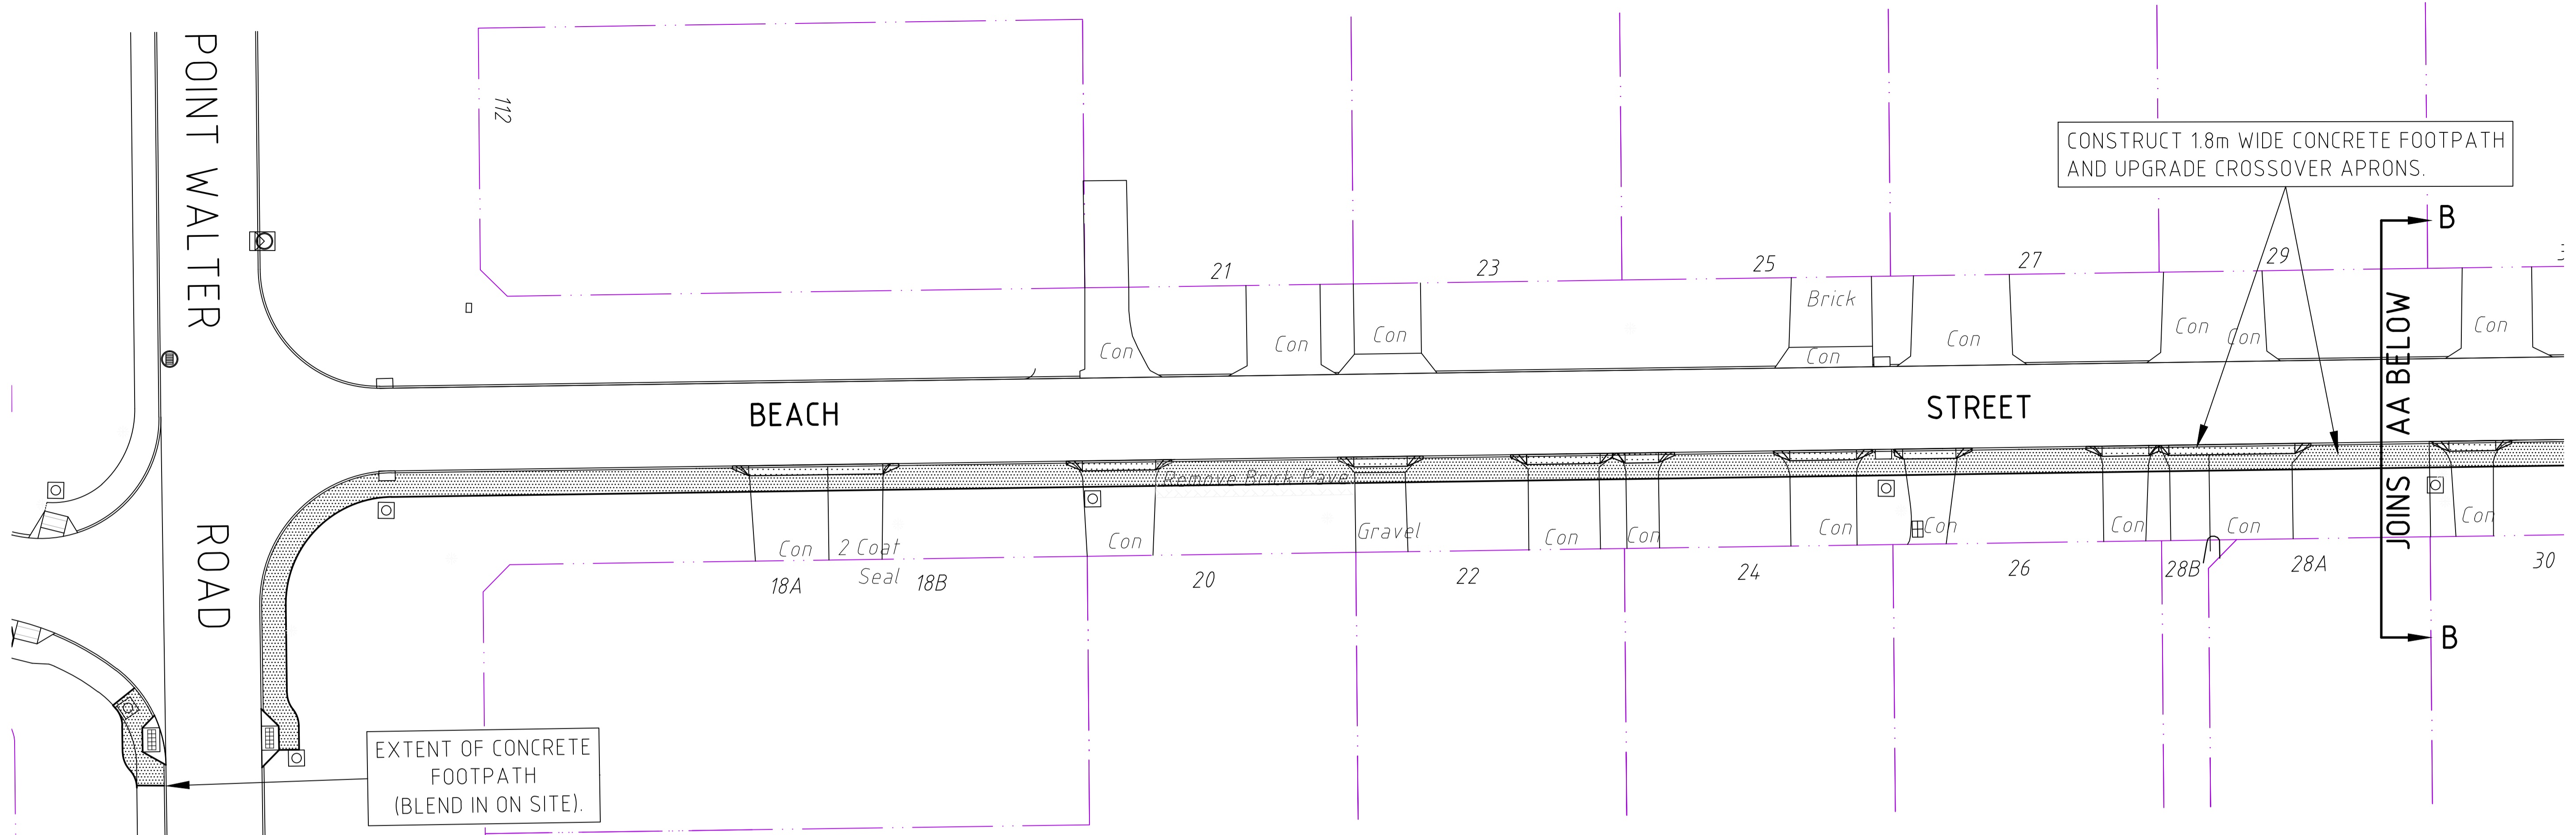 POINT WALTER
ROAD
112
CONSTRUCT 1.8m WIDE CONCRETE FOOTPATH
AND UPGRADE CROSSOVER APRONS.
B
21
23
25
27
29
Brick
Con
Con
Con
Con
Con
Con
Con
Con
JOINS AA BELOW
BEACH
STREET
Remove Brick Pave
Con
2 Coat
Seal
Con
Gravel
Con
Con
Con
Con
Con
Con
Con
18A
18B
20
22
24
26
28B
28A
30
B
EXTENT OF CONCRETE
FOOTPATH
(BLEND IN ON SITE).